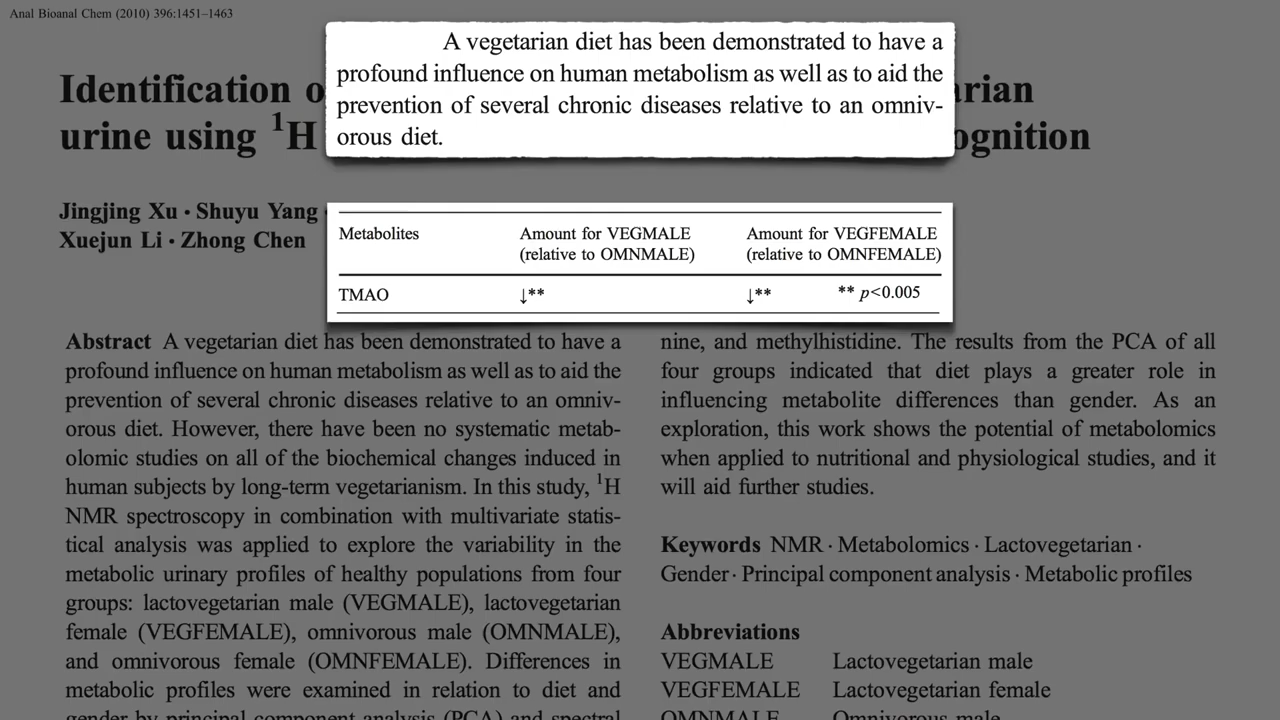 Anal Bioanal Chem (2010) 396:1451–1463
A vegetarian diet has been demonstrated to have a
profound influence on human metabolism as well as to aid the
prevention of several chronic diseases relative to an omniv-
orous diet.
Identification o arian
urine using ¹H ognition
Jingjing Xu · Shuyu Yang
Xuejun Li · Zhong Chen
Metabolites Amount for VEGMALE (relative to OMNMALE) Amount for VEGFEMALE (relative to OMNFEMALE)
TMAO ↓** ↓** ** p<0.005
Abstract A vegetarian diet has been demonstrated to have a
profound influence on human metabolism as well as to aid the
prevention of several chronic diseases relative to an omniv-
orous diet. However, there have been no systematic metab-
olomic studies on all of the biochemical changes induced in
human subjects by long-term vegetarianism. In this study, ¹H
NMR spectroscopy in combination with multivariate statis-
tical analysis was applied to explore the variability in the
metabolic urinary profiles of healthy populations from four
groups: lactovegetarian male (VEGMALE), lactovegetarian
female (VEGFEMALE), omnivorous male (OMNMALE),
and omnivorous female (OMNFEMALE). Differences in
metabolic profiles were examined in relation to diet and
gender by principal component analysis (PCA) and spectral
nine, and methylhistidine. The results from the PCA of all
four groups indicated that diet plays a greater role in
influencing metabolite differences than gender. As an
exploration, this work shows the potential of metabolomics
when applied to nutritional and physiological studies, and it
will aid further studies.
Keywords NMR · Metabolomics · Lactovegetarian ·
Gender · Principal component analysis · Metabolic profiles
Abbreviations
VEGMALE Lactovegetarian male
VEGFEMALE Lactovegetarian female
OMNMALE Omnivorous male